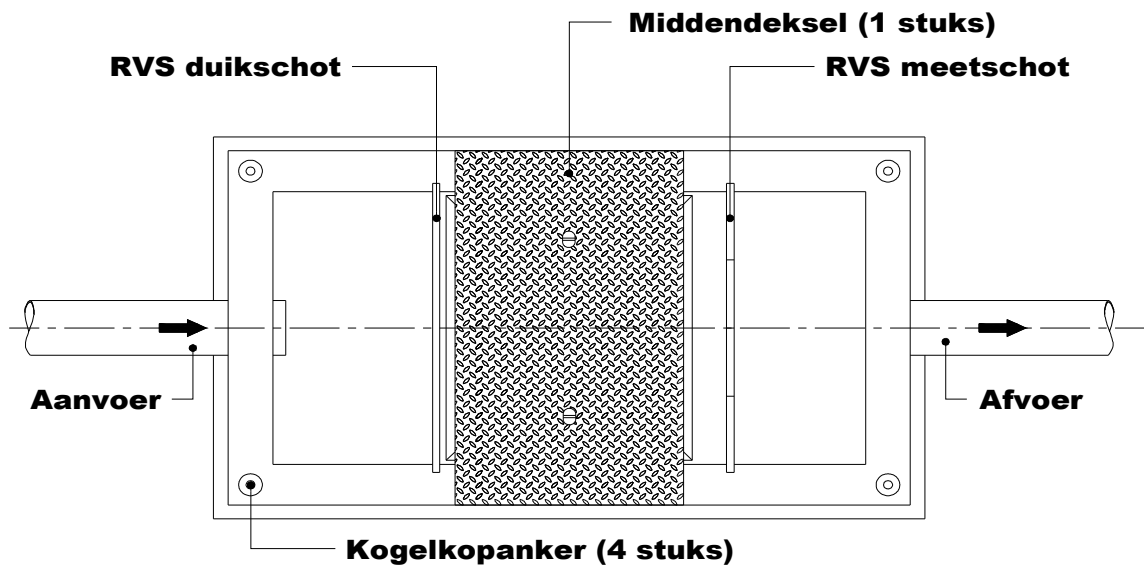 Middendeksel (1 stuks)
RVS duikschot
RVS meetschot
Aanvoer
Afvoer
Kogelkopanker (4 stuks)